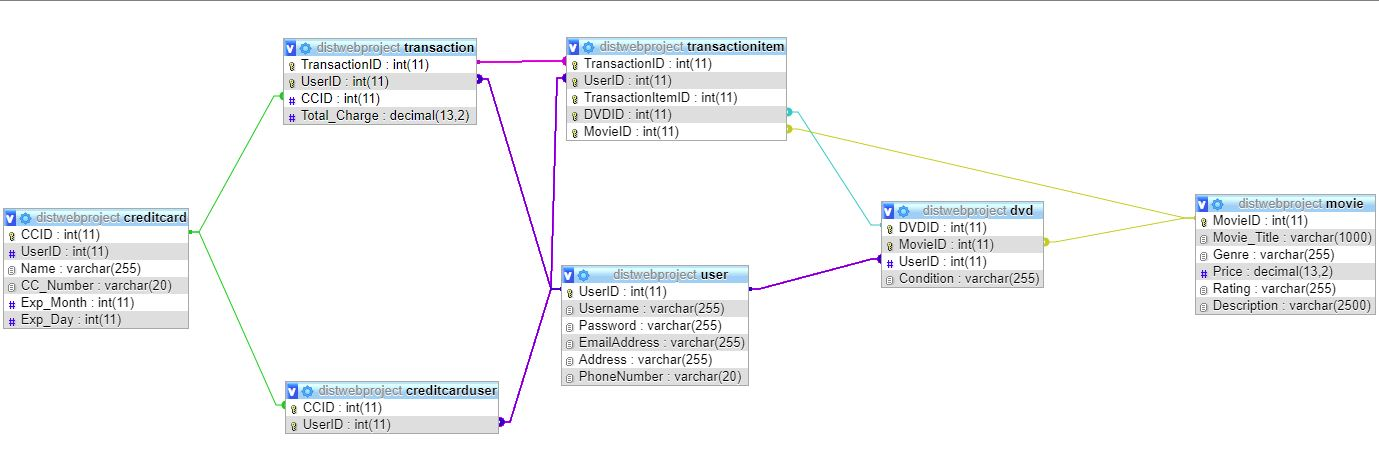 distwebproject transaction
TransactionID : int(11)
UserID : int(11)
CCID : int(11)
Total_Charge : decimal(13,2)
distwebproject transactionitem
TransactionID : int(11)
UserID : int(11)
TransactionItemID : int(11)
DVDID : int(11)
MovieID : int(11)
distwebproject creditcard
CCID : int(11)
UserID : int(11)
Name : varchar(255)
CC_Number : varchar(20)
Exp_Month : int(11)
Exp_Day : int(11)
distwebproject user
UserID : int(11)
Username : varchar(255)
Password : varchar(255)
EmailAddress : varchar(255)
Address : varchar(255)
PhoneNumber : varchar(20)
distwebproject dvd
DVDID : int(11)
MovieID : int(11)
UserID : int(11)
Condition : varchar(255)
distwebproject movie
MovieID : int(11)
Movie_Title : varchar(1000)
Genre : varchar(255)
Price : decimal(13,2)
Rating : varchar(255)
Description : varchar(2500)
distwebproject creditcarduser
CCID : int(11)
UserID : int(11)